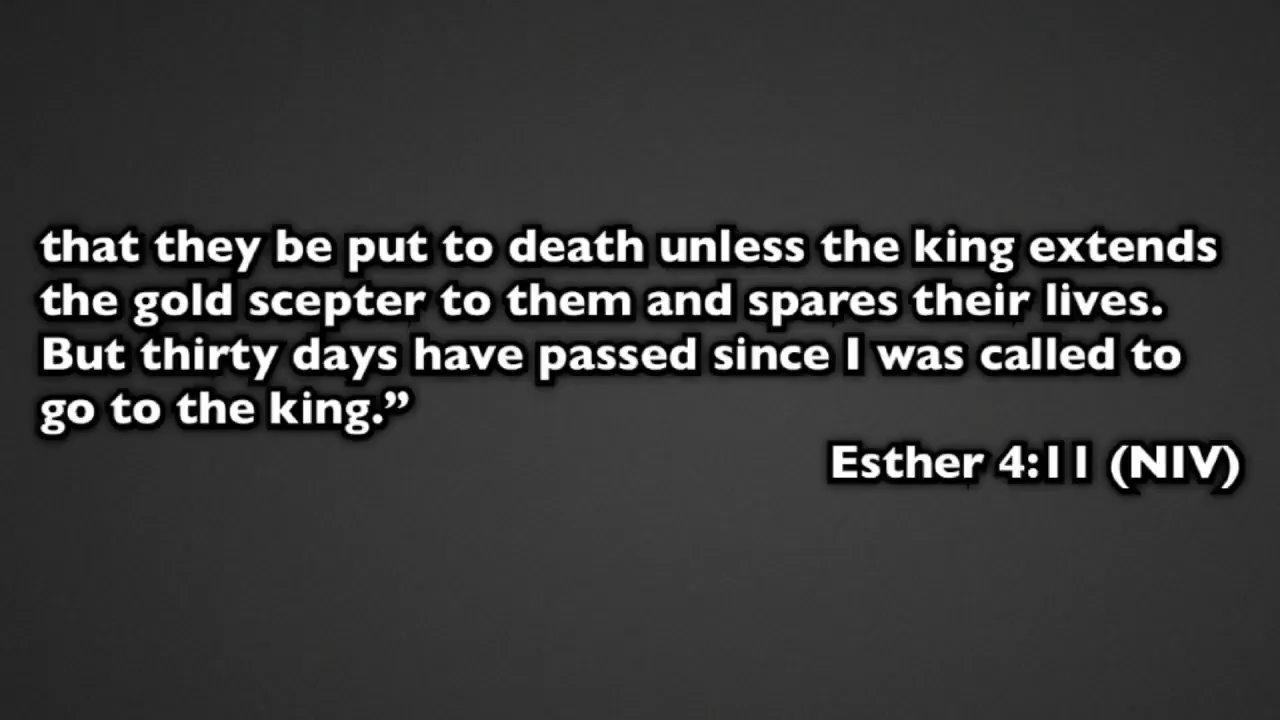 that they be put to death unless the king extends
the gold scepter to them and spares their lives.
But thirty days have passed since I was called to
go to the king.”
Esther 4:11 (NIV)